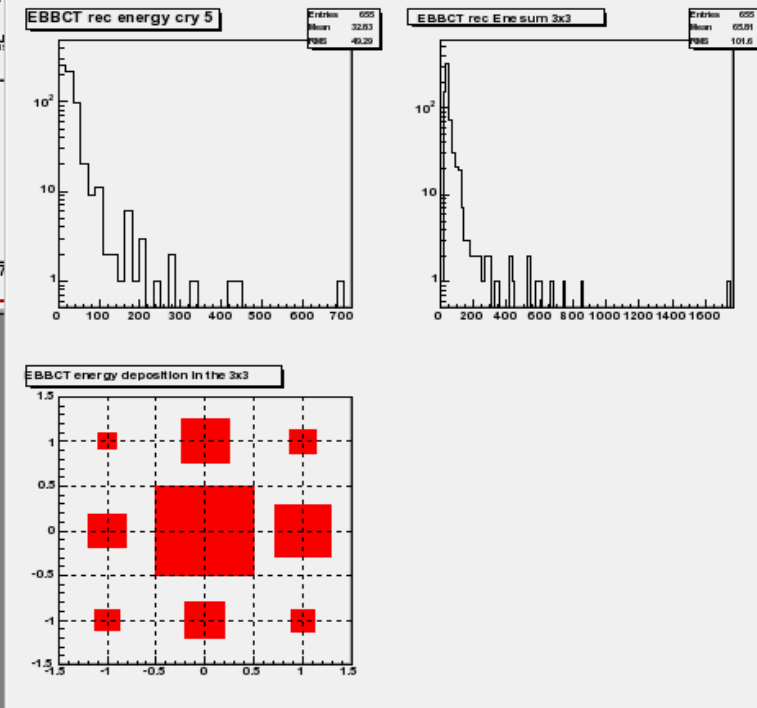 EBBCT rec energy cry 5
Entries 655
Mean 32.83
RMS 49.29
10²
10
1
0 100 200 300 400 500 600 700
EBBCT rec Ene sum 3x3
Entries 655
Mean 65.81
RMS 101.6
10²
10
1
0 200 400 600 800 1000 1200 1400 1600
EBBCT energy deposition in the 3x3
1.5
1
0.5
0
-0.5
-1
-1.5
-1.5 -1 -0.5 0 0.5 1 1.5